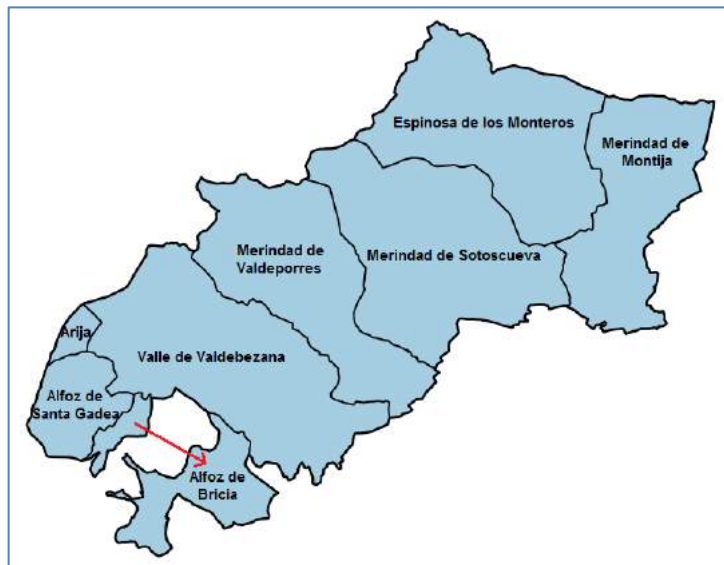 Espinosa de los Monteros
Merindad de
Montija
Merindad de
Valdeporres
Merindad de Sotoscueva
Arija
Valle de Valdebezana
Alfoz de
Santa Gadea
Alfoz de
Bricia